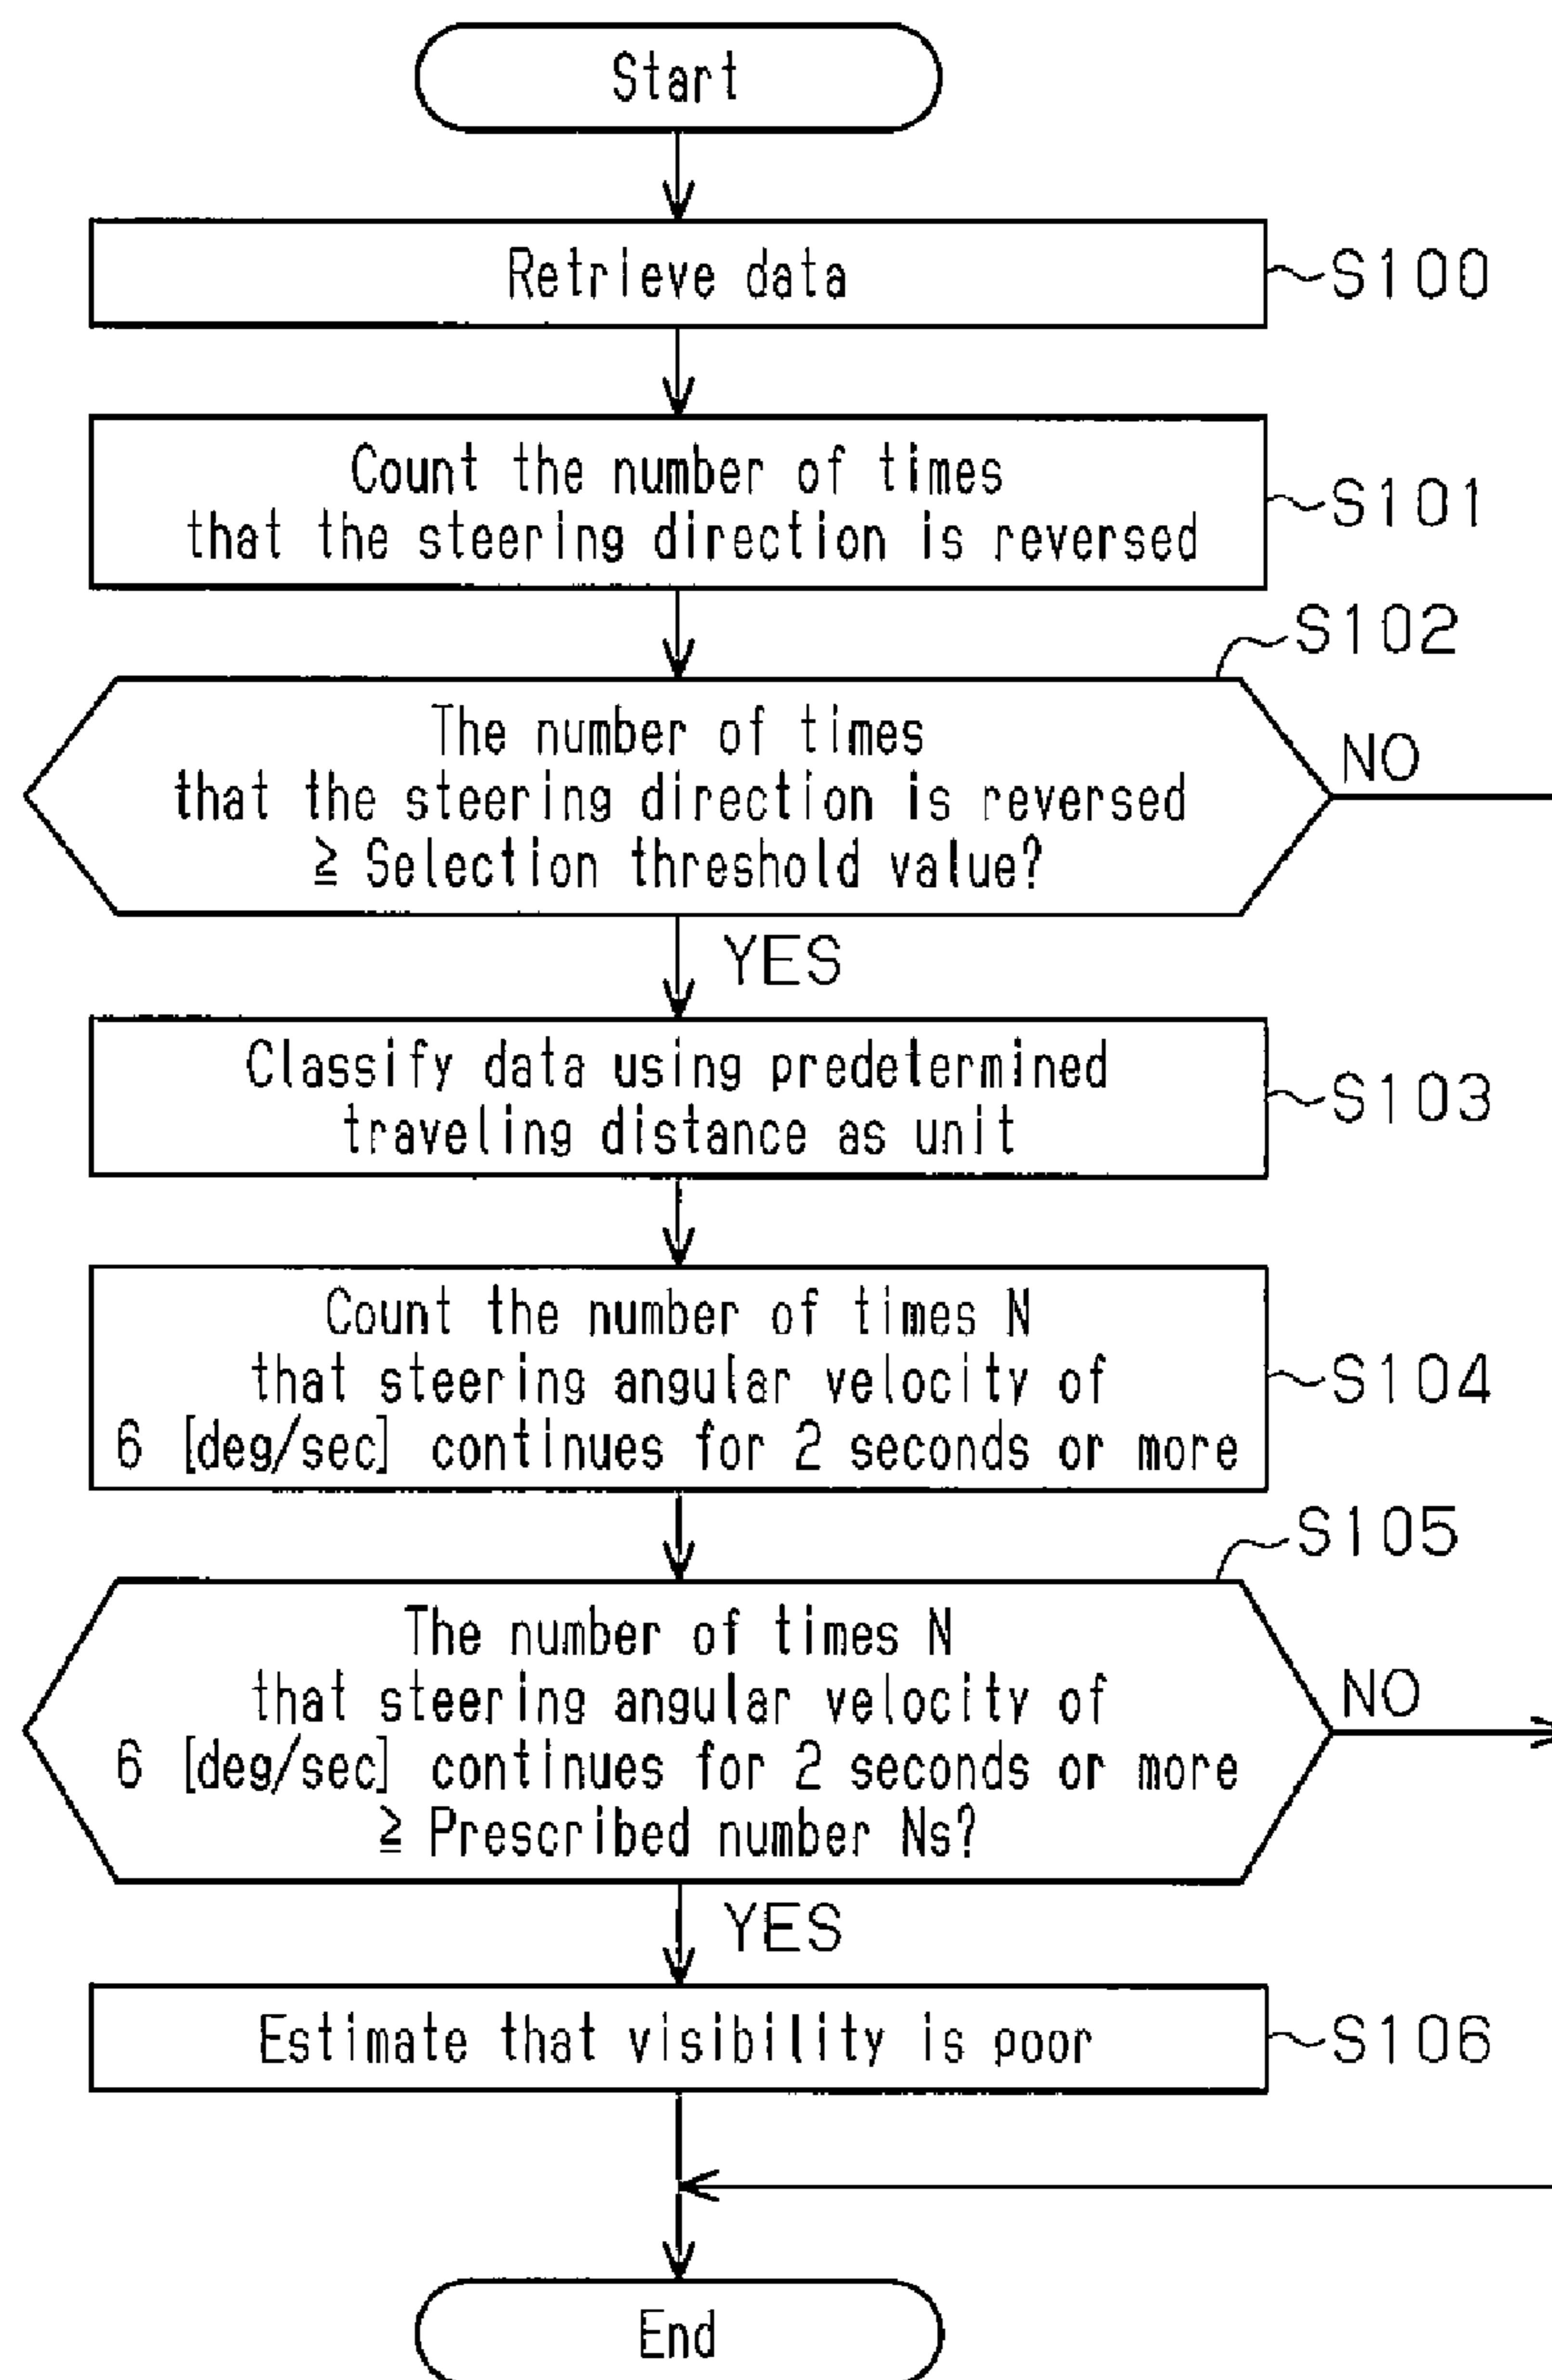 Start
Retrieve data
S100
Count the number of times
that the steering direction is reversed
S101
S102
The number of times
that the steering direction is reversed
≧ Selection threshold value?
NO
YES
Classify data using predetermined
traveling distance as unit
S103
Count the number of times N
that steering angular velocity of
6 [deg/sec] continues for 2 seconds or more
S104
S105
The number of times N
that steering angular velocity of
6 [deg/sec] continues for 2 seconds or more
≧ Prescribed number Ns?
NO
YES
Estimate that visibility is poor
S106
End